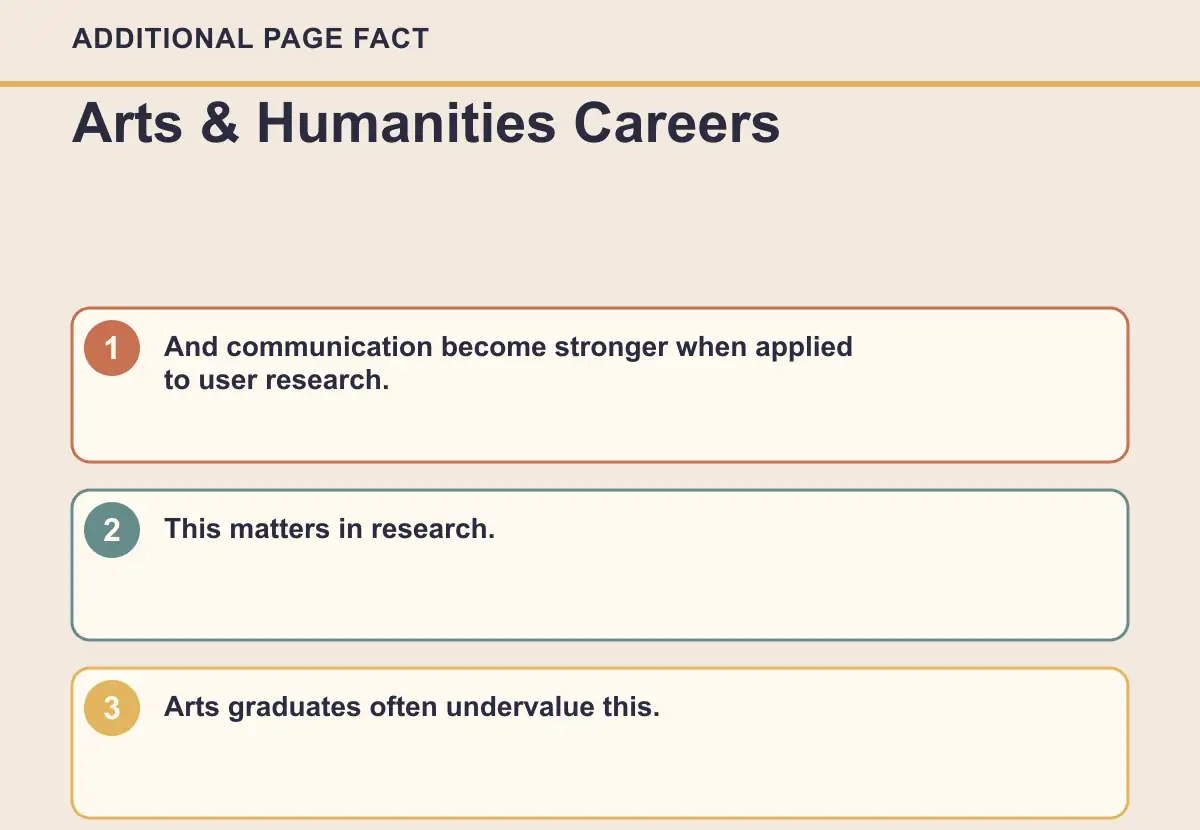 ADDITIONAL PAGE FACT
Arts & Humanities Careers
1
And communication become stronger when applied
to user research.
2
This matters in research.
3
Arts graduates often undervalue this.